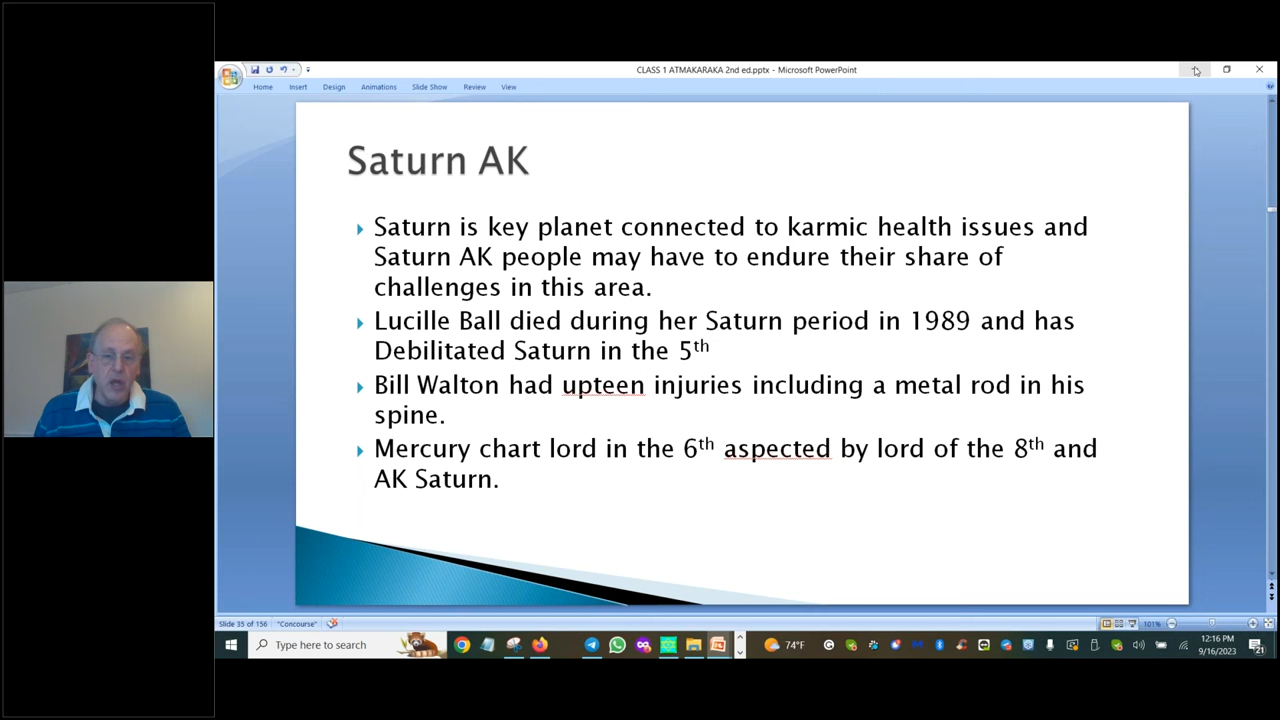 CLASS 1 ATMAKARAKA 2nd ed.pptx - Microsoft PowerPoint
Home Insert Design Animations Slide Show Review View
Saturn AK
Saturn is key planet connected to karmic health issues and
Saturn AK people may have to endure their share of
challenges in this area.
Lucille Ball died during her Saturn period in 1989 and has
Debilitated Saturn in the 5th
Bill Walton had upteen injuries including a metal rod in his
spine.
Mercury chart lord in the 6th aspected by lord of the 8th and
AK Saturn.
Slide 35 of 156 "Concourse" 101%
Type here to search 74°F 12:16 PM
9/16/2023 21